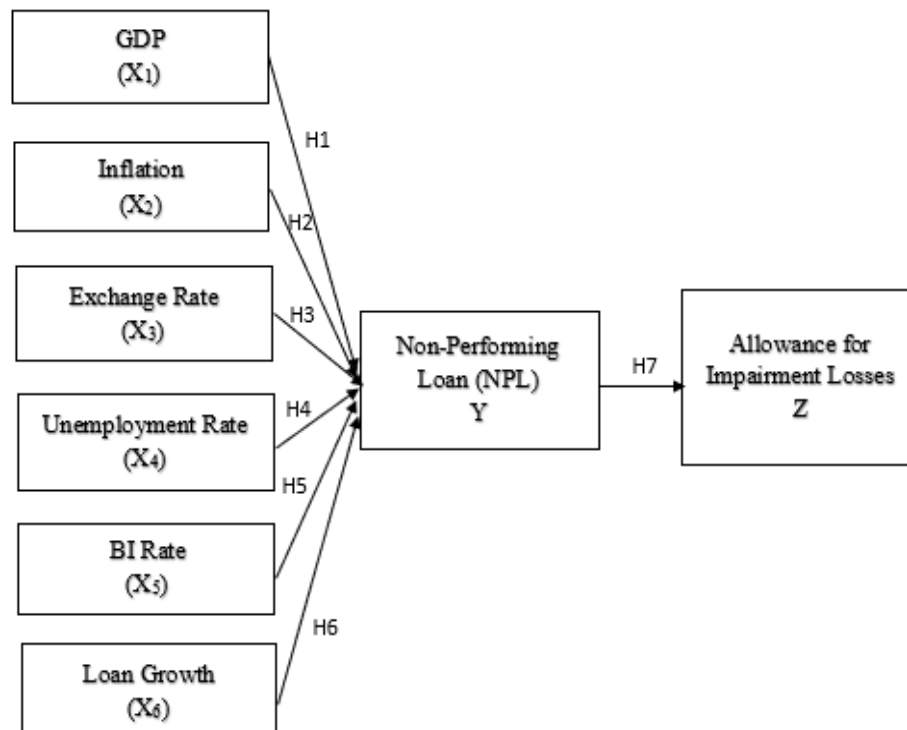 GDP
(X₁)
H1
Inflation
(X₂)
H2
Exchange Rate
(X₃)
H3
Non-Performing
Loan (NPL)
Y
H7
Allowance for
Impairment Losses
Z
Unemployment Rate
(X₄)
H4
H5
BI Rate
(X₅)
H6
Loan Growth
(X₆)